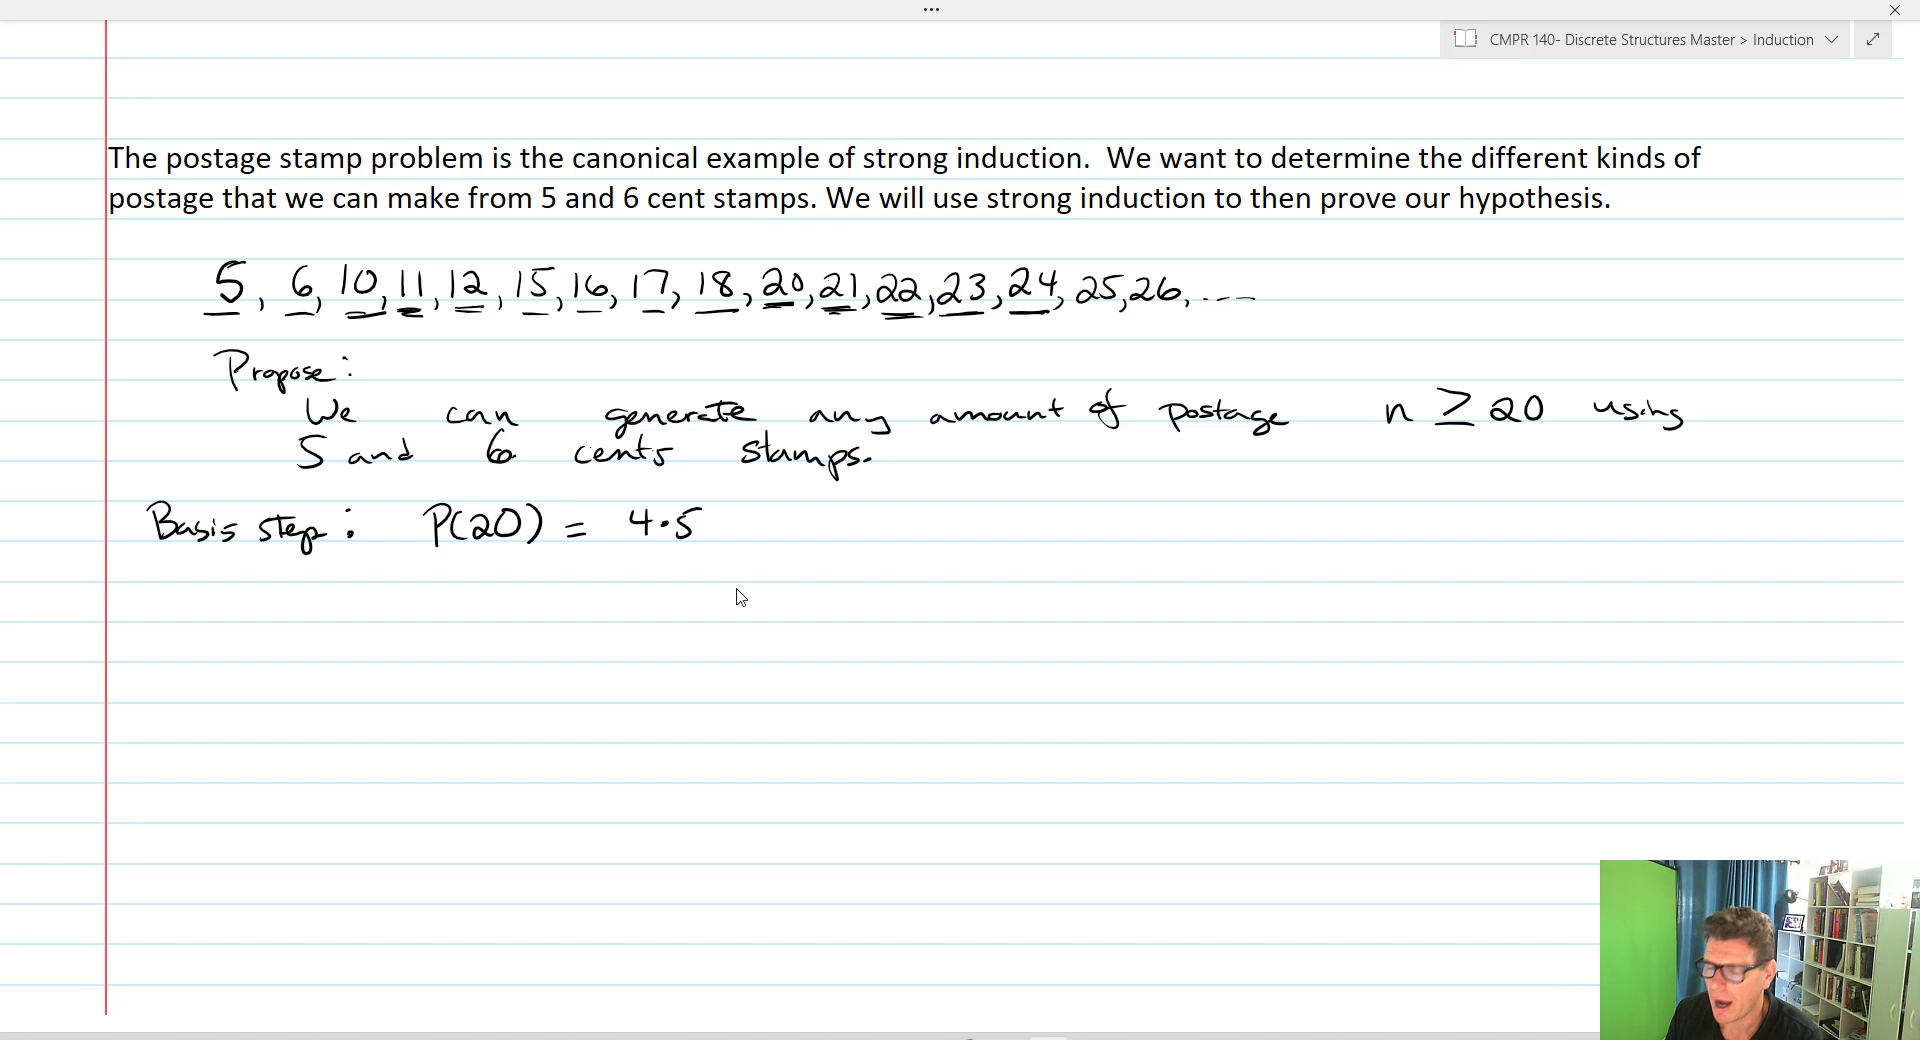 CMPR 140- Discrete Structures Master > Induction
The postage stamp problem is the canonical example of strong induction. We want to determine the different kinds of
postage that we can make from 5 and 6 cent stamps. We will use strong induction to then prove our hypothesis.
5, 6, 10, 11, 12, 15, 16, 17, 18, 20, 21, 22, 23, 24, 25, 26, ....
Propose:
We can generate any amount of postage n ≥ 20 using
5 and 6 cents stamps.
Basis step: P(20) = 4·5